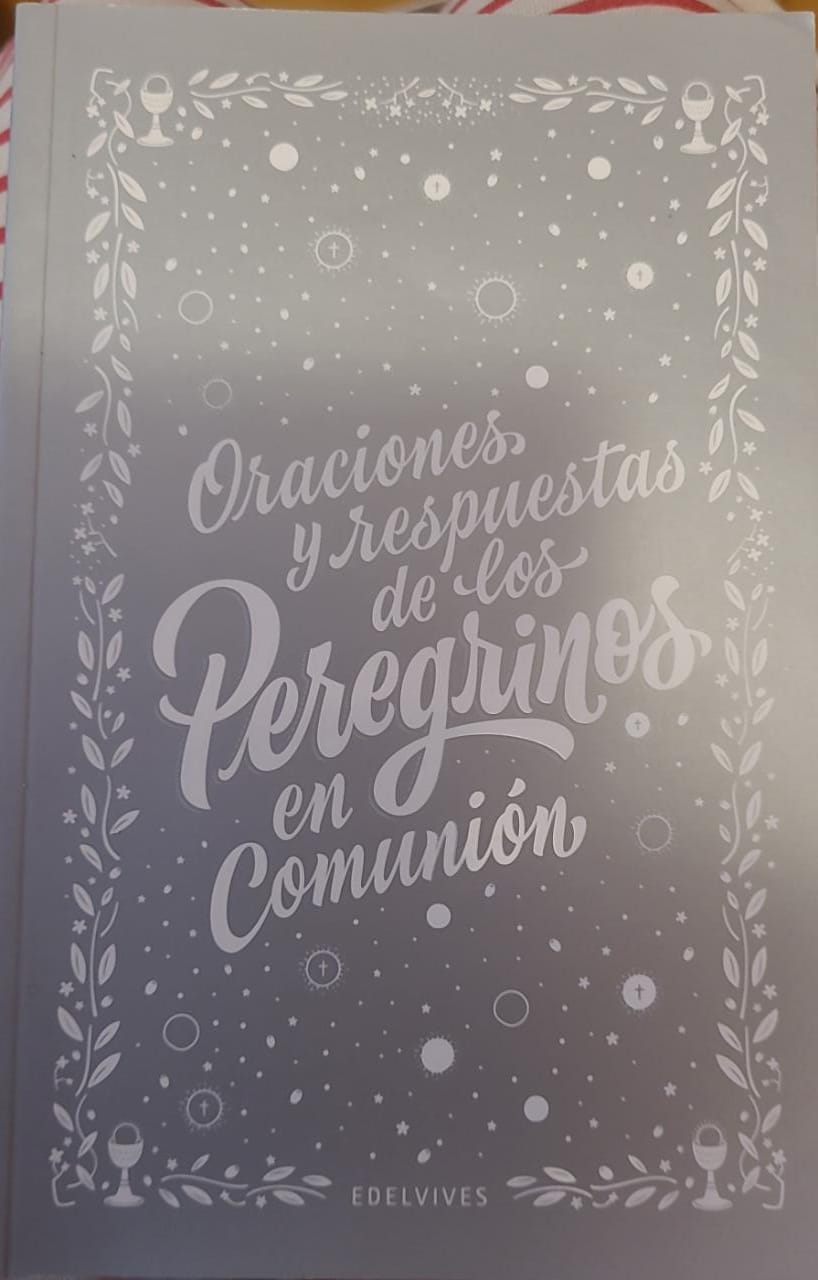 Oraciones
y respuestas
de los
Peregrinos
en
Comunión
EDELVIVES